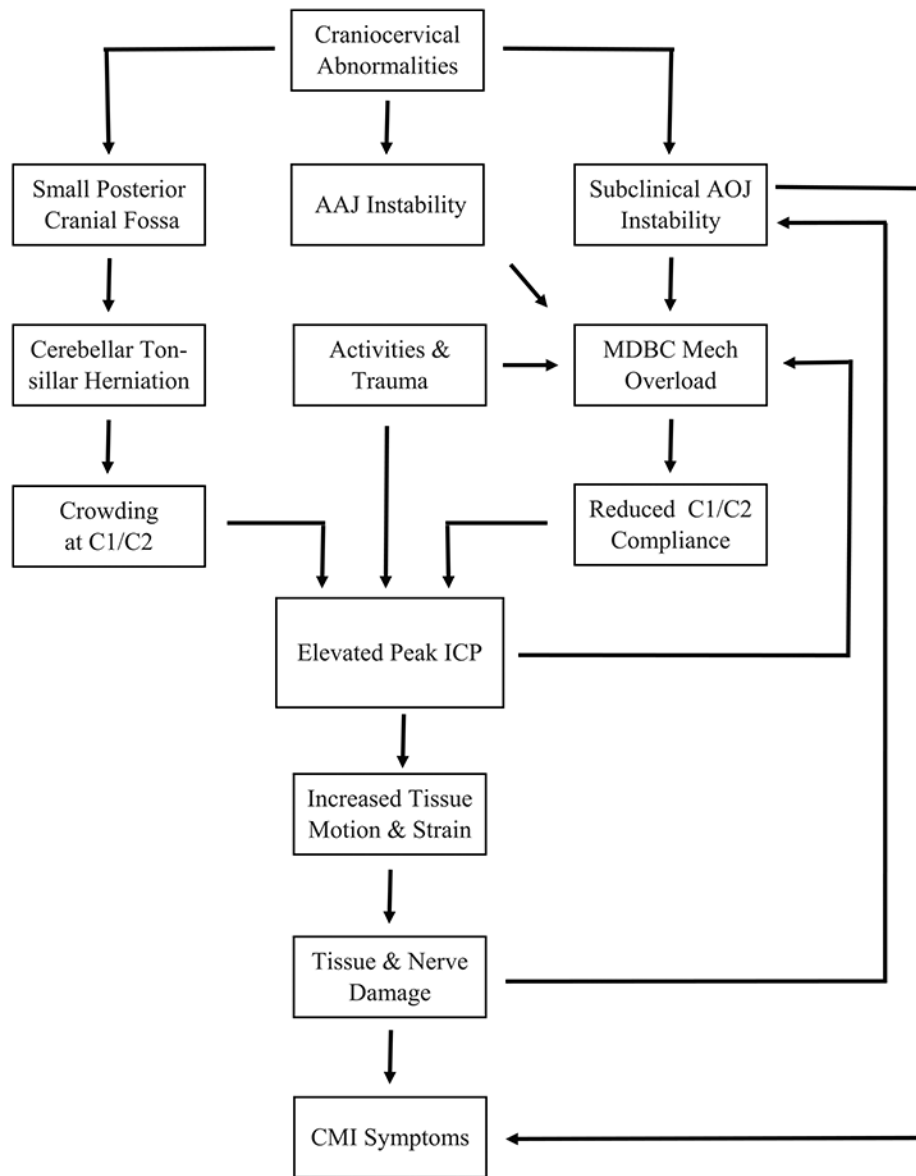 Craniocervical
Abnormalities
Small Posterior
Cranial Fossa
AAJ Instability
Subclinical AOJ
Instability
Cerebellar Ton-
sillar Herniation
Activities &
Trauma
MDBC Mech
Overload
Crowding
at C1/C2
Reduced C1/C2
Compliance
Elevated Peak ICP
Increased Tissue
Motion & Strain
Tissue & Nerve
Damage
CMI Symptoms